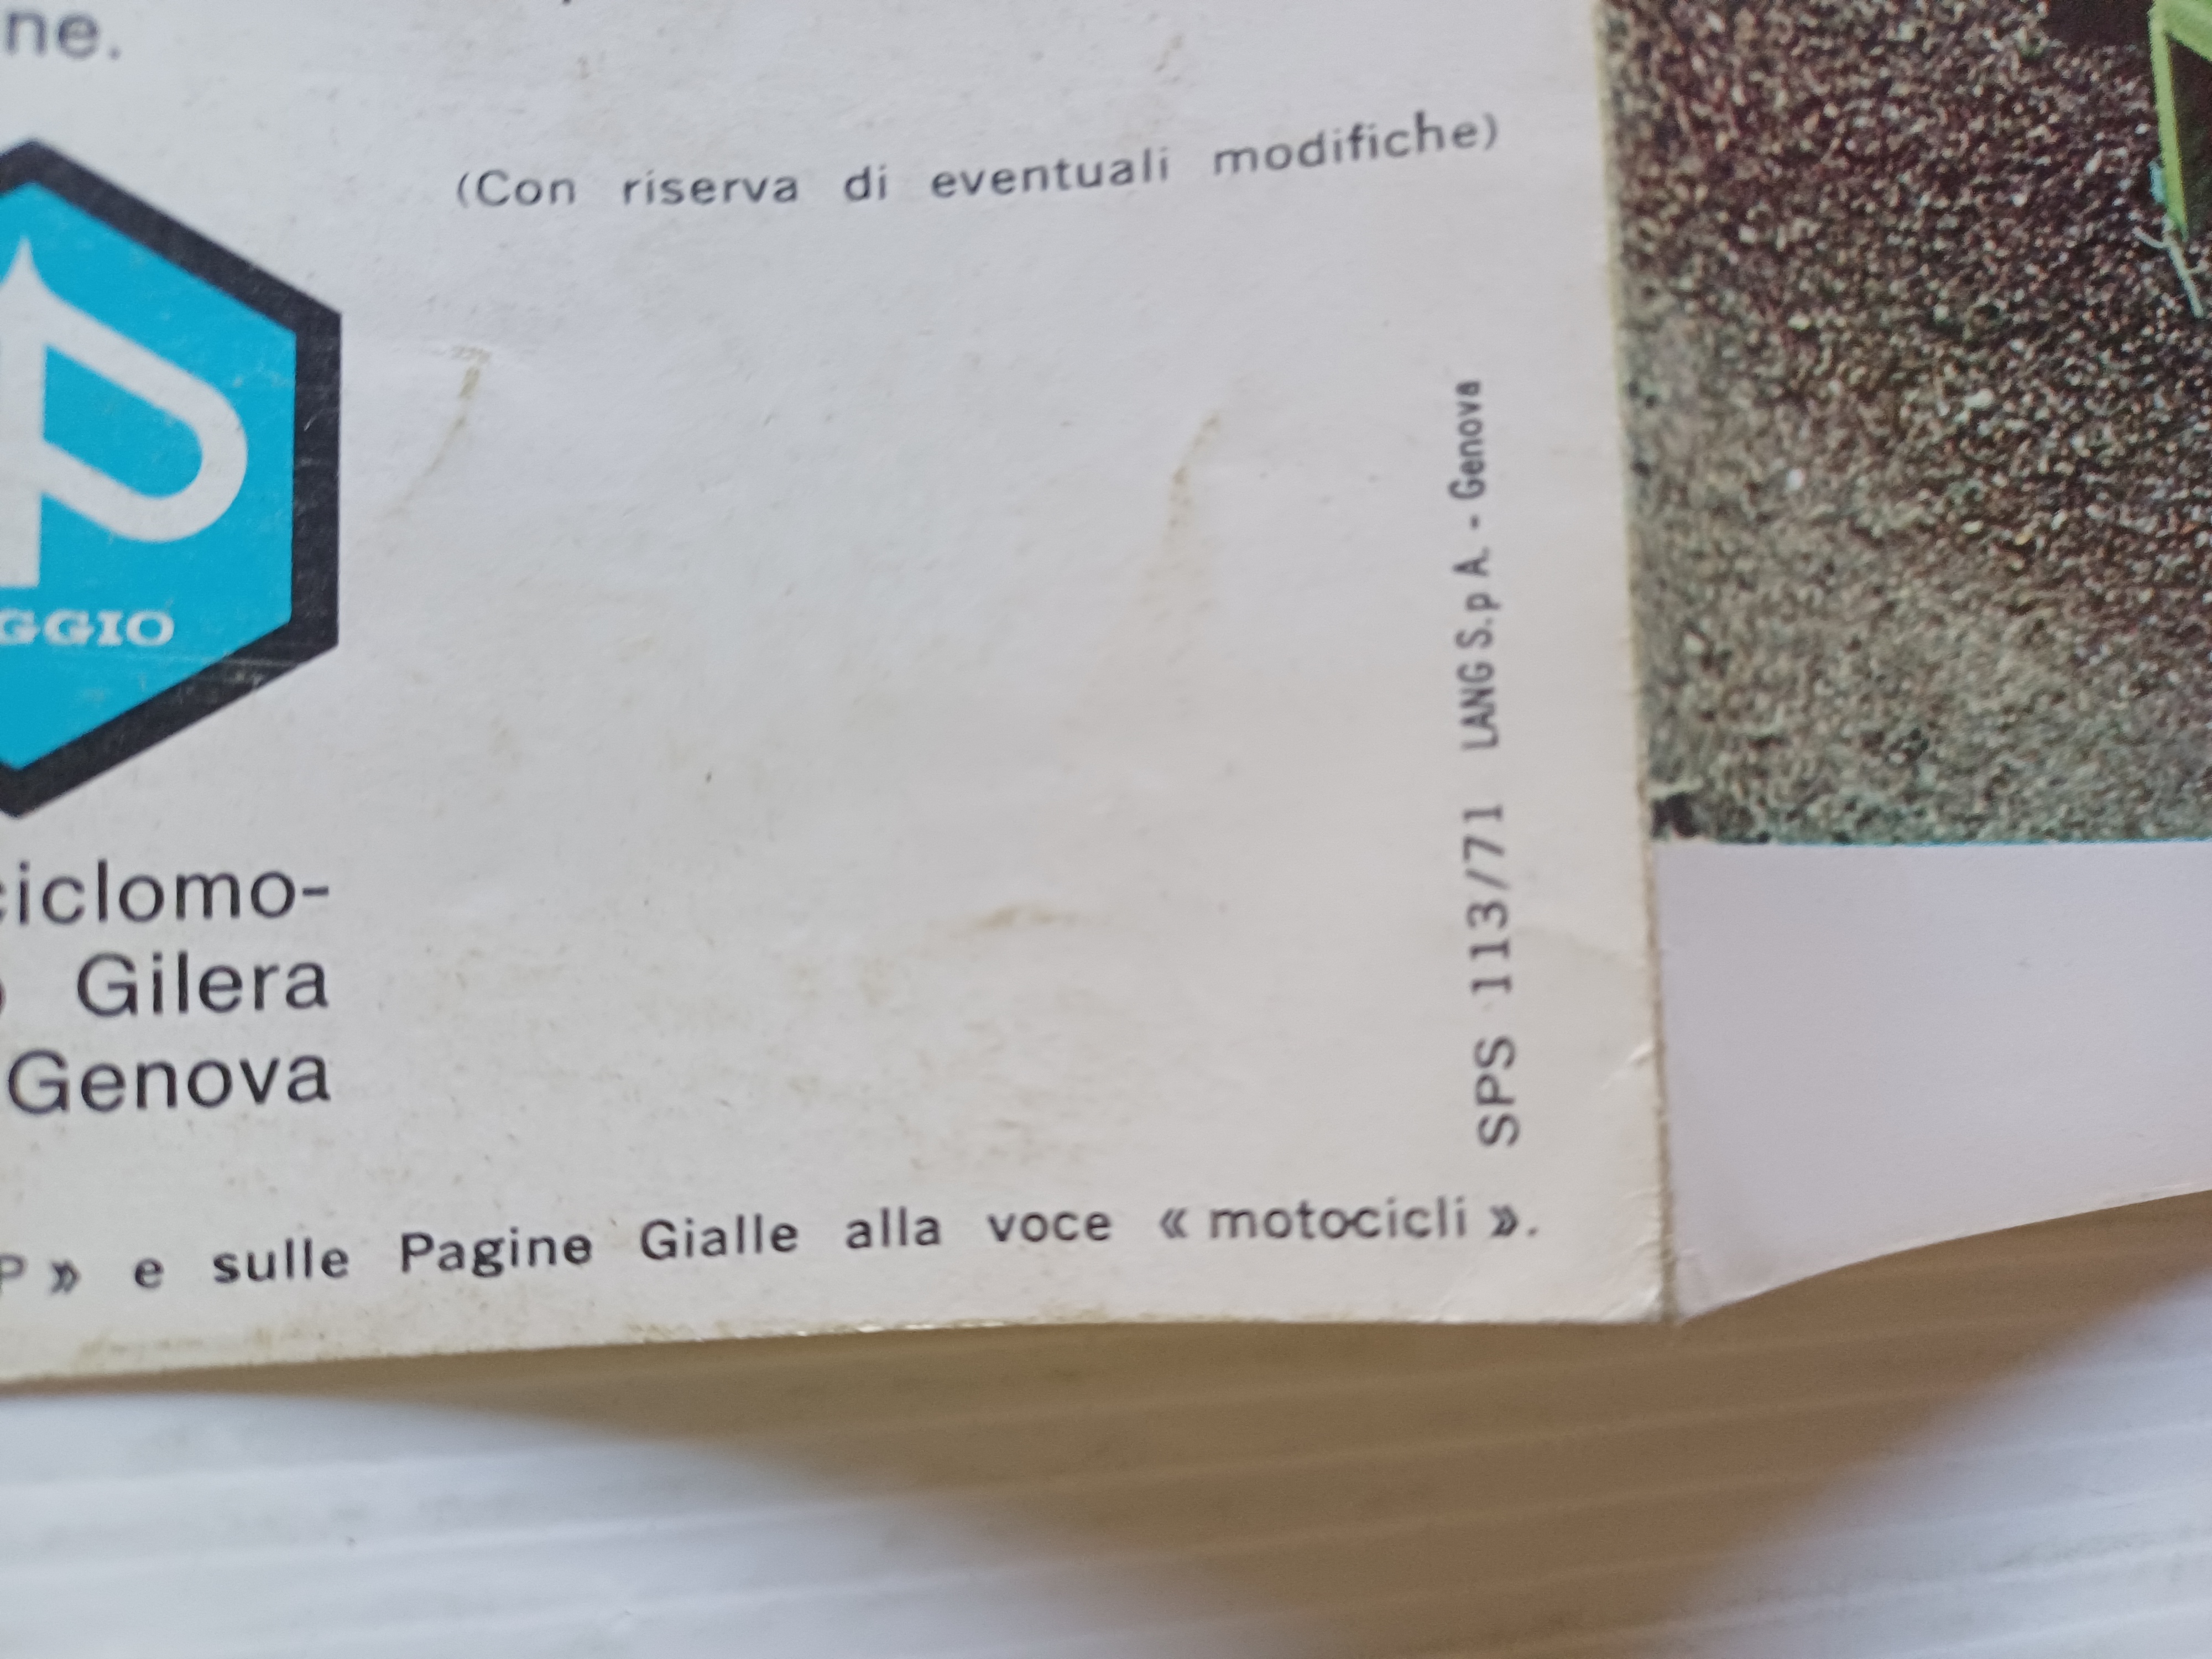 ne.
(Con riserva di eventuali modifiche)
GGIO
ciclomo-
Gilera
Genova
SPS 113/71 LANG S.p A. - Genova
P » e sulle Pagine Gialle alla voce « motocicli ».